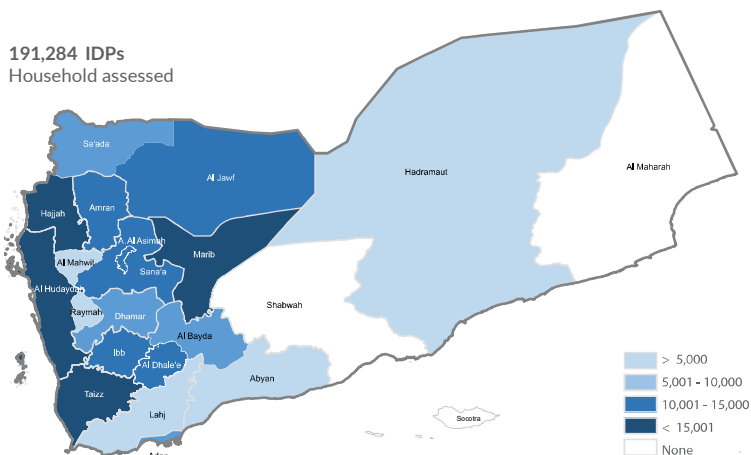 191,284 IDPs
Household assessed
Sa'ada
Al Jawf
Hadramaut
Al Maharah
Hajjah
Amran
A. Al Asimah
Marib
Al Mahwit
Sana'a
Al Hudaydah
Raymah
Dhamar
Shabwah
Al Bayda
Ibb
Al Dhale'e
Abyan
Taizz
Lahj
Socotra
> 5,000
5,001 - 10,000
10,001 - 15,000
< 15,001
None